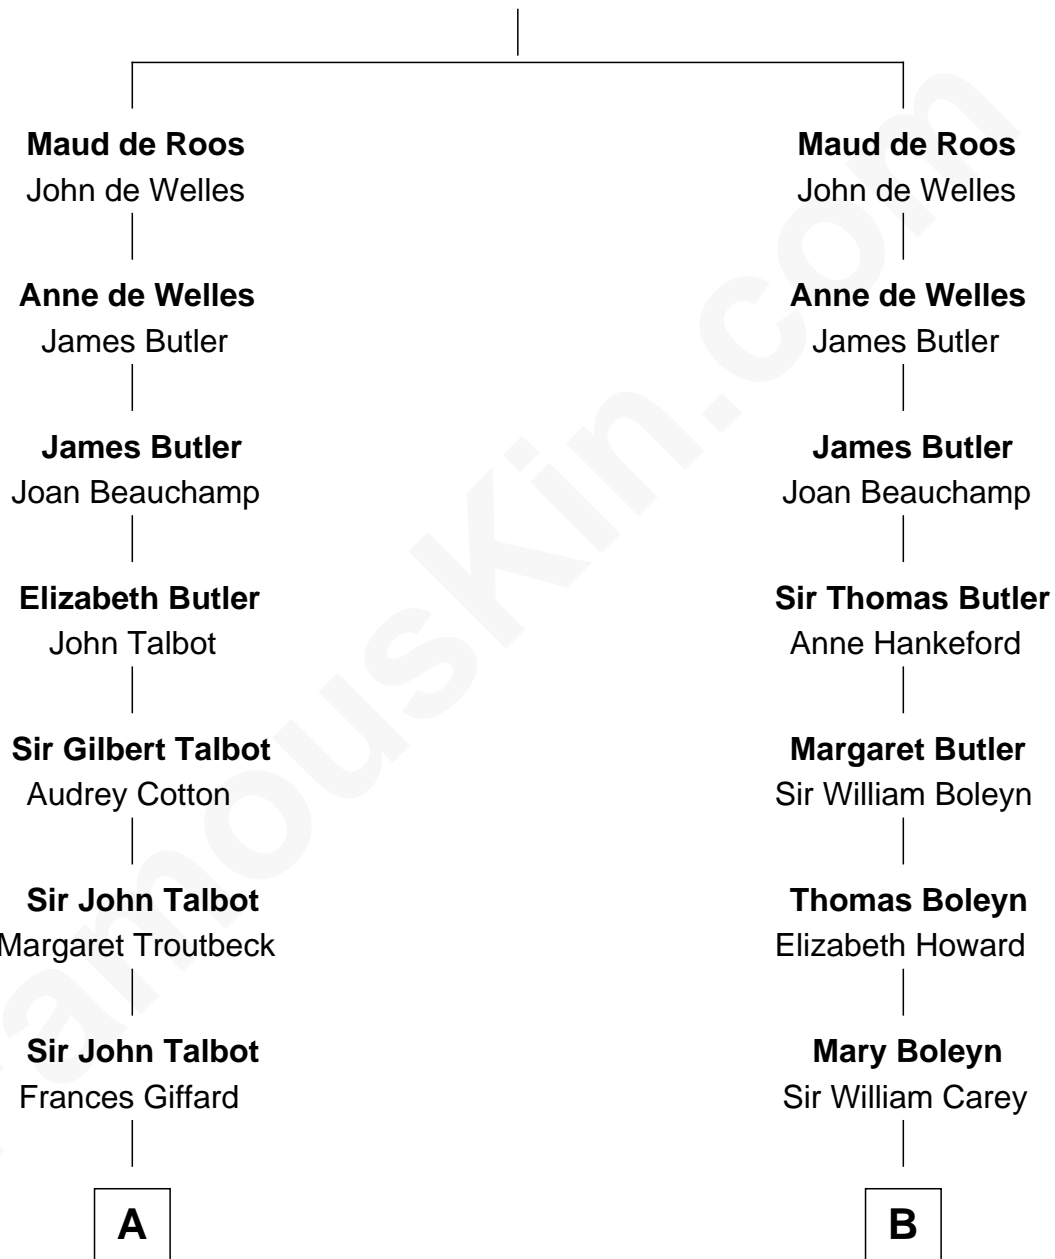 Maud de Roos
John de Welles
Maud de Roos
John de Welles
Anne de Welles
James Butler
Anne de Welles
James Butler
James Butler
Joan Beauchamp
James Butler
Joan Beauchamp
Elizabeth Butler
John Talbot
Sir Thomas Butler
Anne Hankeford
Sir Gilbert Talbot
Audrey Cotton
Margaret Butler
Sir William Boleyn
Sir John Talbot
Margaret Troutbeck
Thomas Boleyn
Elizabeth Howard
Sir John Talbot
Frances Giffard
Mary Boleyn
Sir William Carey
A
B
FamousKin.com